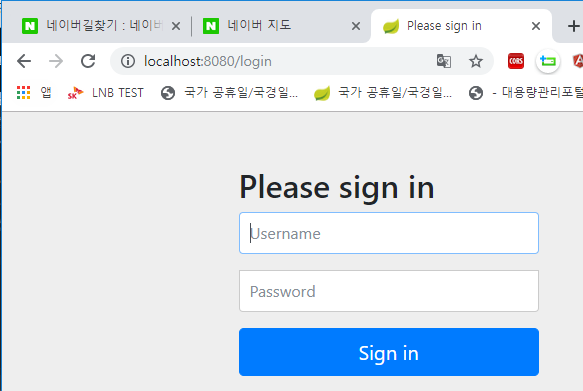 네이버길찾기 : 네이버
네이버 지도
Please sign in
localhost:8080/login
CORS
앱
SK
LNB TEST
국가 공휴일/국경일...
국가 공휴일/국경일...
- 대용량관리포털
Please sign in
Username
Password
Sign in